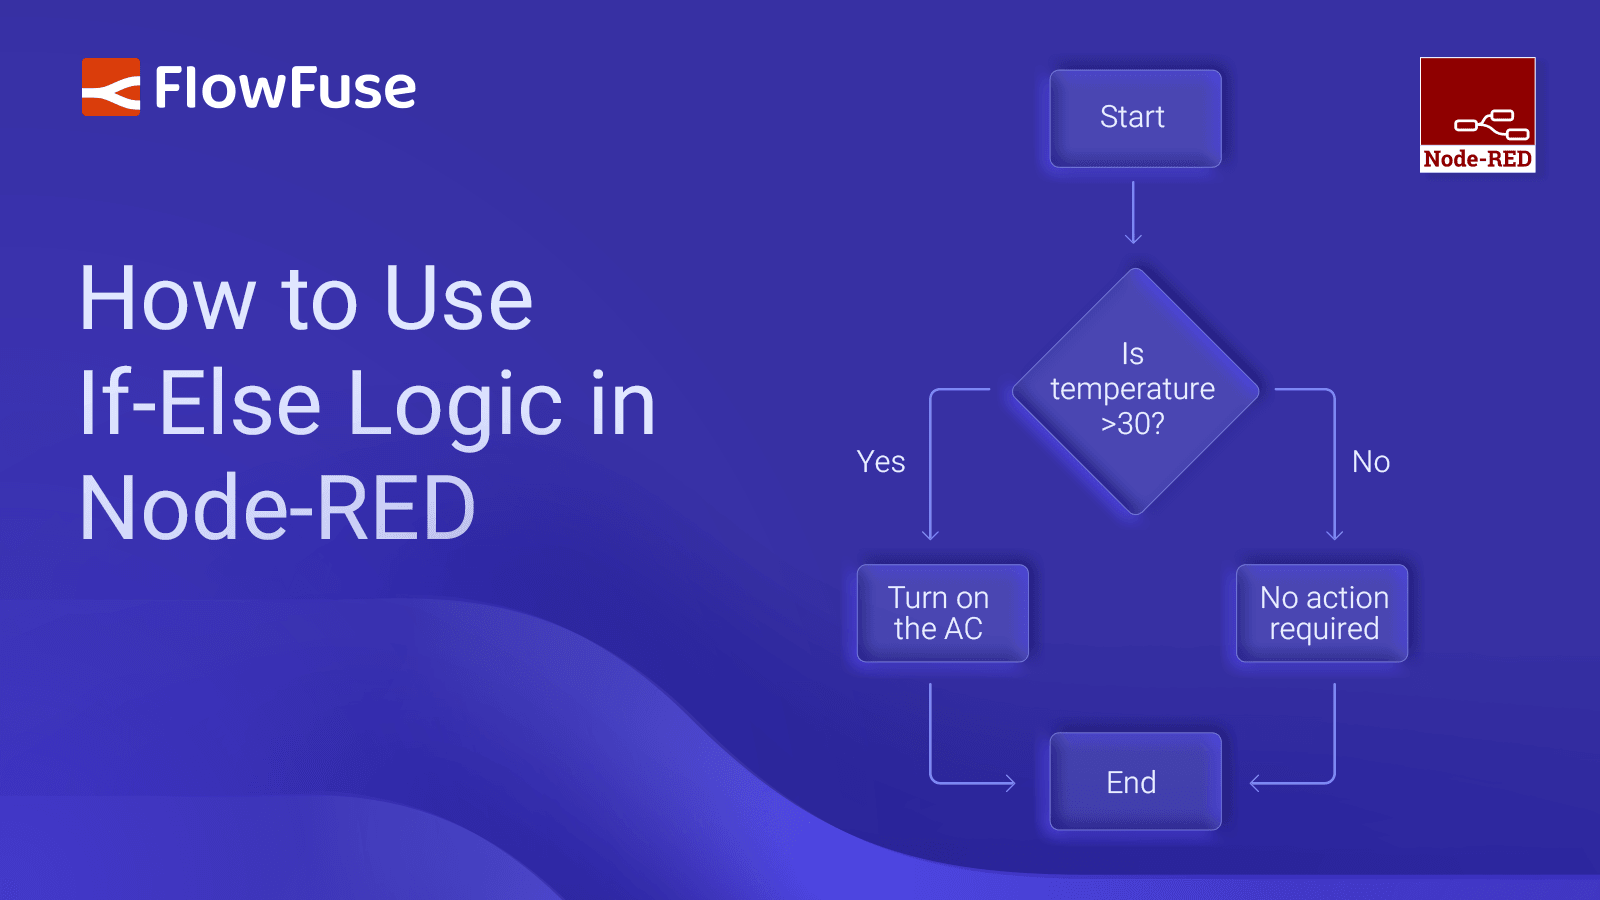 FlowFuse
Node-RED
How to Use
If-Else Logic in
Node-RED
Start
Is
temperature
>30?
Yes
No
Turn on
the AC
No action
required
End